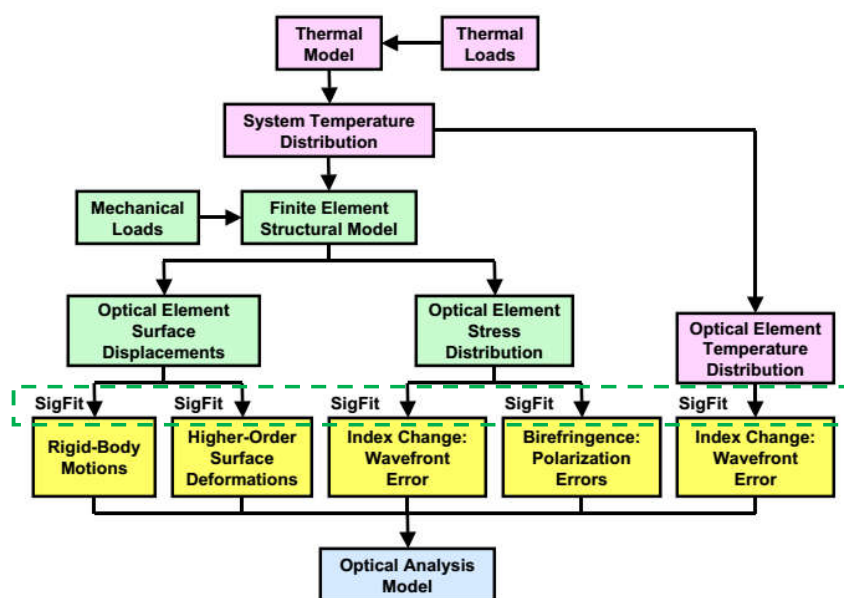 Thermal
Model
Thermal
Loads
System Temperature
Distribution
Mechanical
Loads
Finite Element
Structural Model
Optical Element
Surface
Displacements
Optical Element
Stress
Distribution
Optical Element
Temperature
Distribution
SigFit
SigFit
SigFit
SigFit
SigFit
Rigid-Body
Motions
Higher-Order
Surface
Deformations
Index Change:
Wavefront
Error
Birefringence:
Polarization
Errors
Index Change:
Wavefront
Error
Optical Analysis
Model